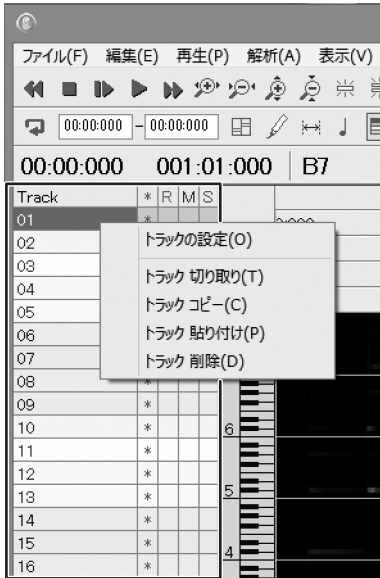 ファイル(F) 編集(E) 再生(P) 解析(A) 表示(V)
00:00:000 - 00:00:000
00:00:000 001:01:000 B7
Track * R M S
01 *
02
03
04
05
06
07
08 *
09 *
10 *
11 *
12 *
13 *
14 *
15 *
16 *
トラックの設定(O)
トラック 切り取り(T)
トラック コピー(C)
トラック 貼り付け(P)
トラック 削除(D)
6
5
4